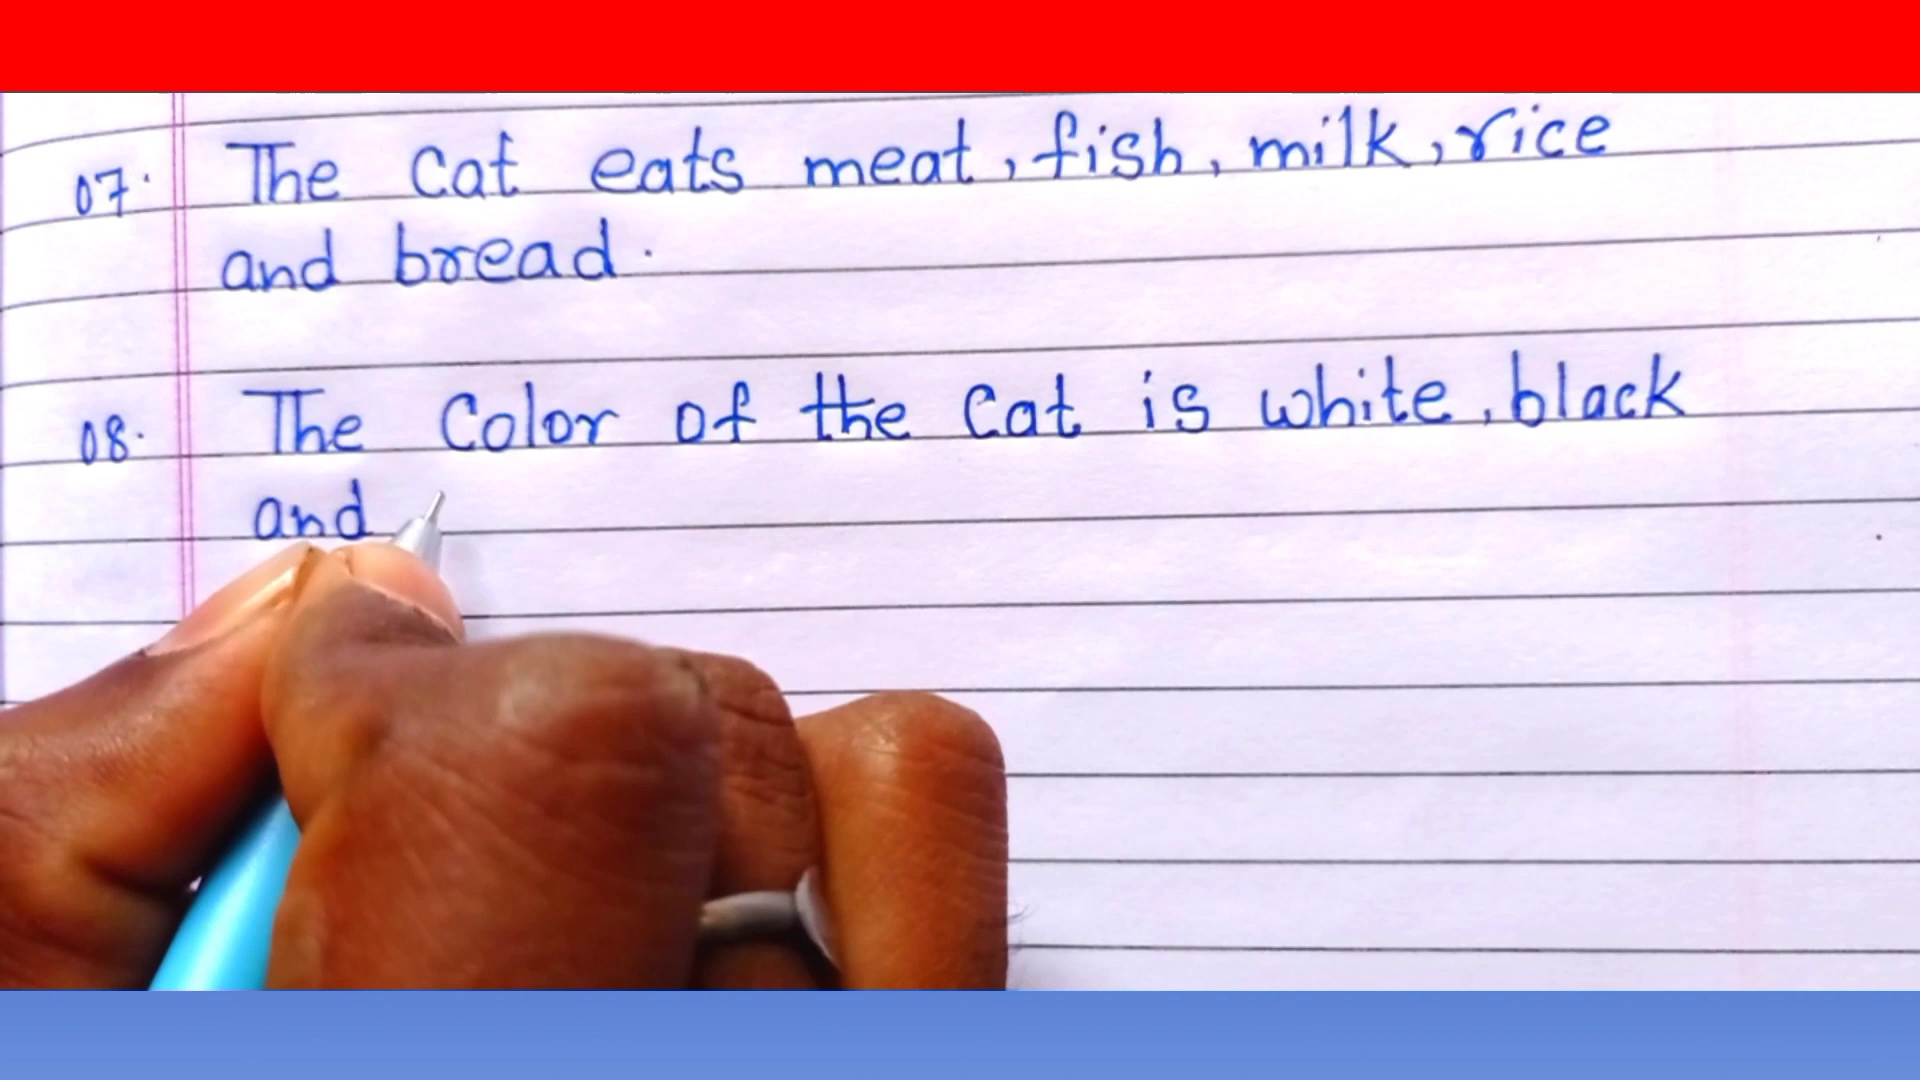 07. The Cat eats meat, fish, milk, rice
and bread.
08. The Color of the Cat is white, black
and